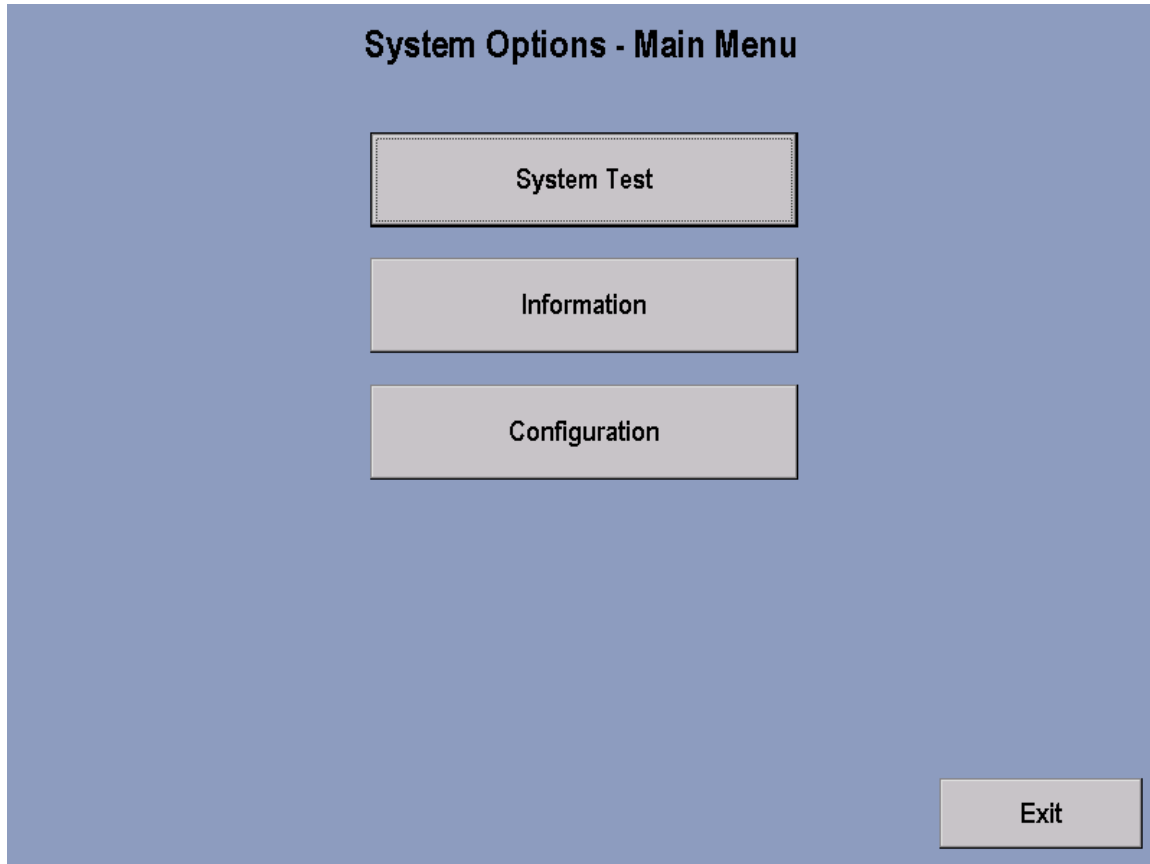 System Options - Main Menu
System Test
Information
Configuration
Exit